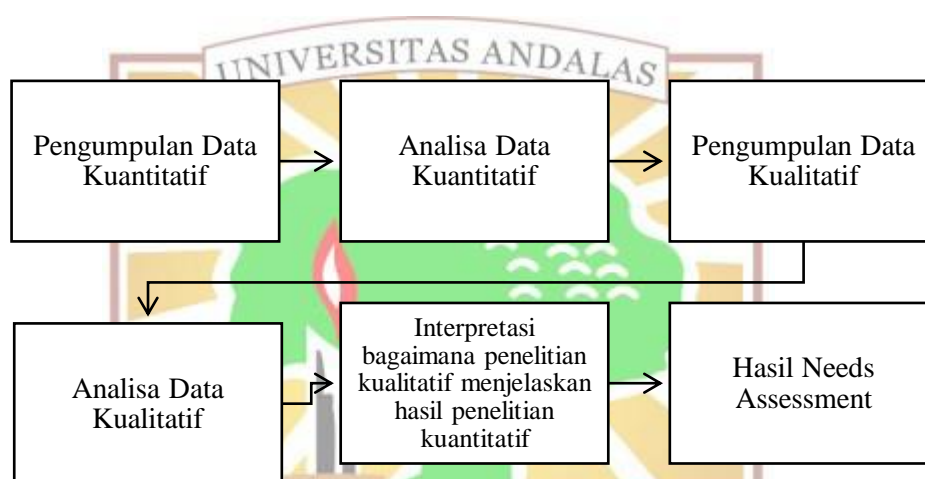 UNIVERSITAS ANDALAS
Pengumpulan Data
Kuantitatif
Analisa Data
Kuantitatif
Pengumpulan Data
Kualitatif
Analisa Data
Kualitatif
Interpretasi
bagaimana penelitian
kualitatif menjelaskan
hasil penelitian
kuantitatif
Hasil Needs
Assessment